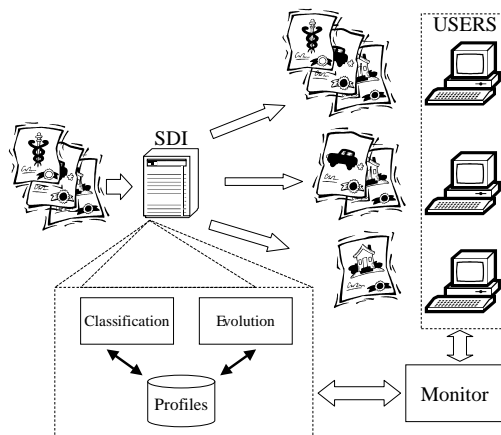 USERS
SDI
Classification
Evolution
Profiles
Monitor